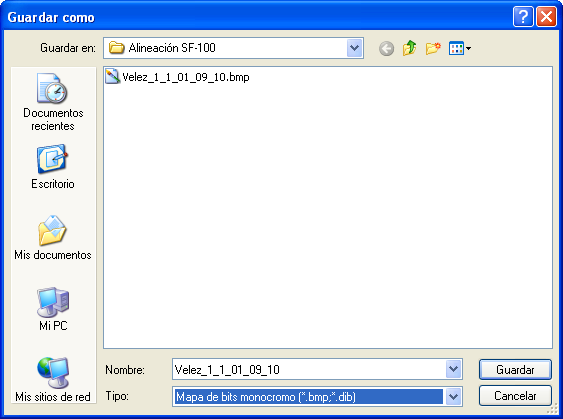 Guardar como
Guardar en:
Alineación SF-100
Velez_1_1_01_09_10.bmp
Documentos
recientes
Escritorio
Mis documentos
Mi PC
Mis sitios de red
Nombre:
Velez_1_1_01_09_10
Guardar
Tipo:
Mapa de bits monocromo (*.bmp;*.dib)
Cancelar